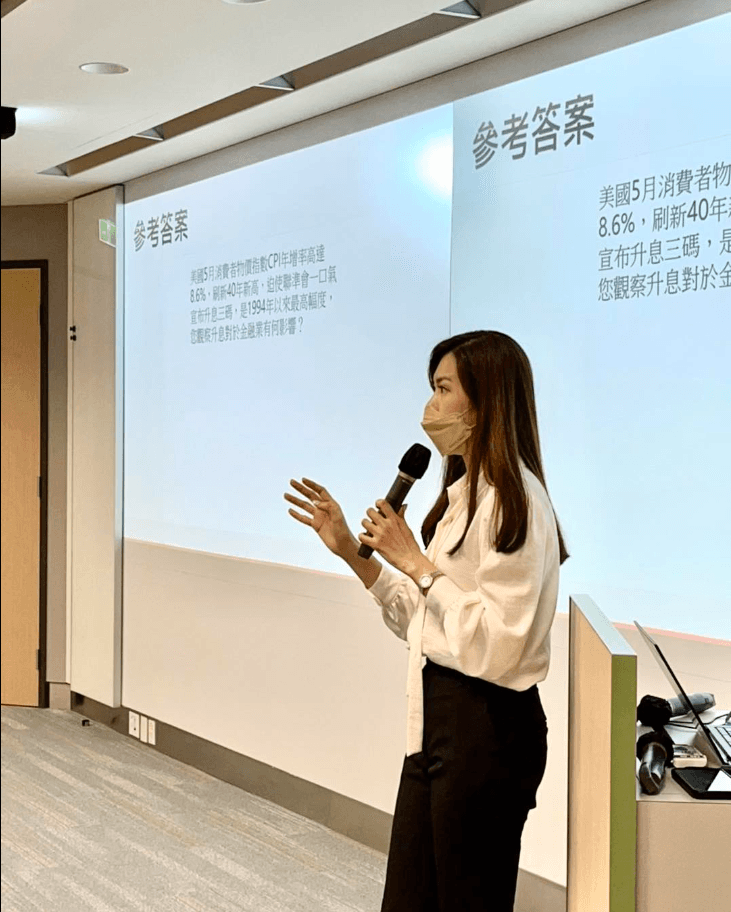 參考答案
美國5月消費者物價指數CPI年增率高達
8.6%，刷新40年新高，迫使聯準會一口氣
宣布升息三碼，是1994年以來最高幅度，
您觀察升息對於金融業有何影響？
參考答案
美國5月消費者物
8.6%，刷新40年
宣布升息三碼，是
您觀察升息對於金